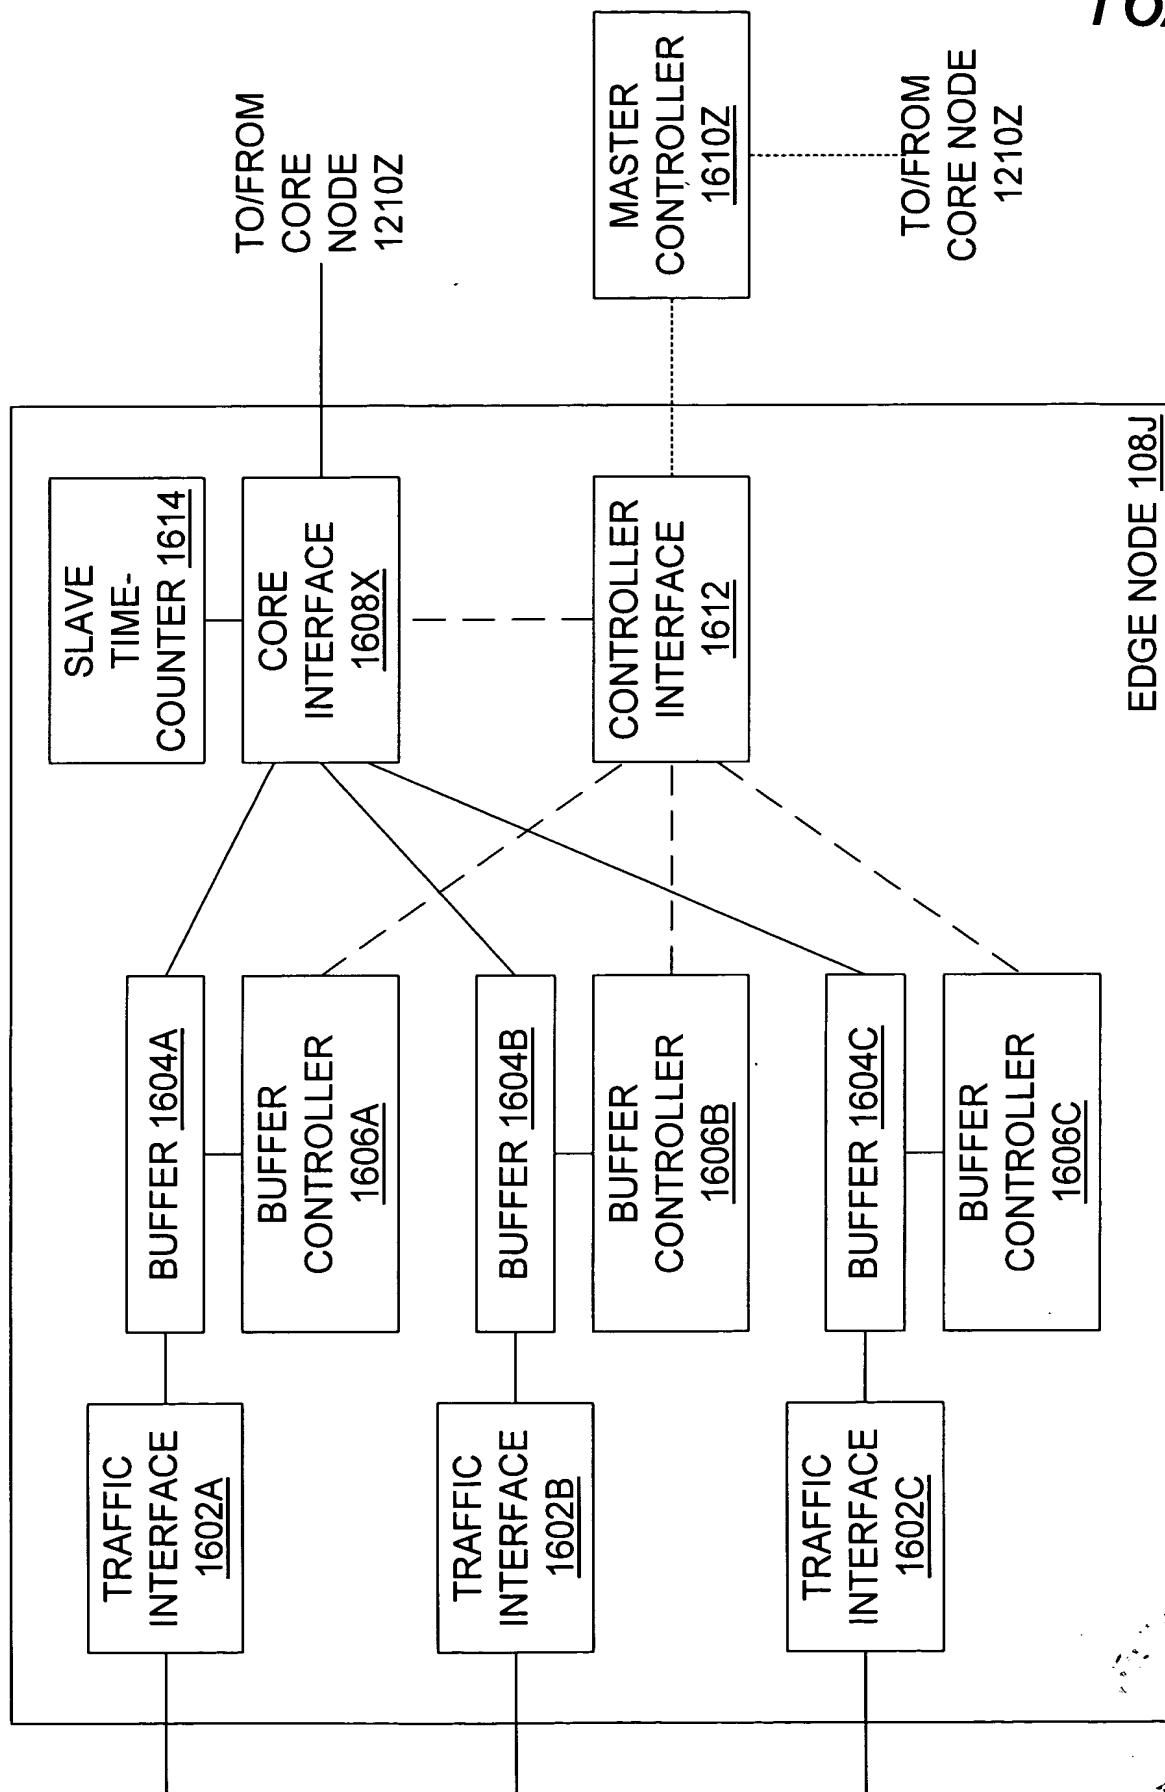 TRAFFIC
INTERFACE
1602A
BUFFER 1604A
BUFFER
CONTROLLER
1606A
SLAVE
TIME-
COUNTER 1614
CORE
INTERFACE
1608X
TO/FROM
CORE
NODE
1210Z
TRAFFIC
INTERFACE
1602B
BUFFER 1604B
BUFFER
CONTROLLER
1606B
CONTROLLER
INTERFACE
1612
MASTER
CONTROLLER
1610Z
TO/FROM
CORE NODE
1210Z
TRAFFIC
INTERFACE
1602C
BUFFER 1604C
BUFFER
CONTROLLER
1606C
EDGE NODE 108J